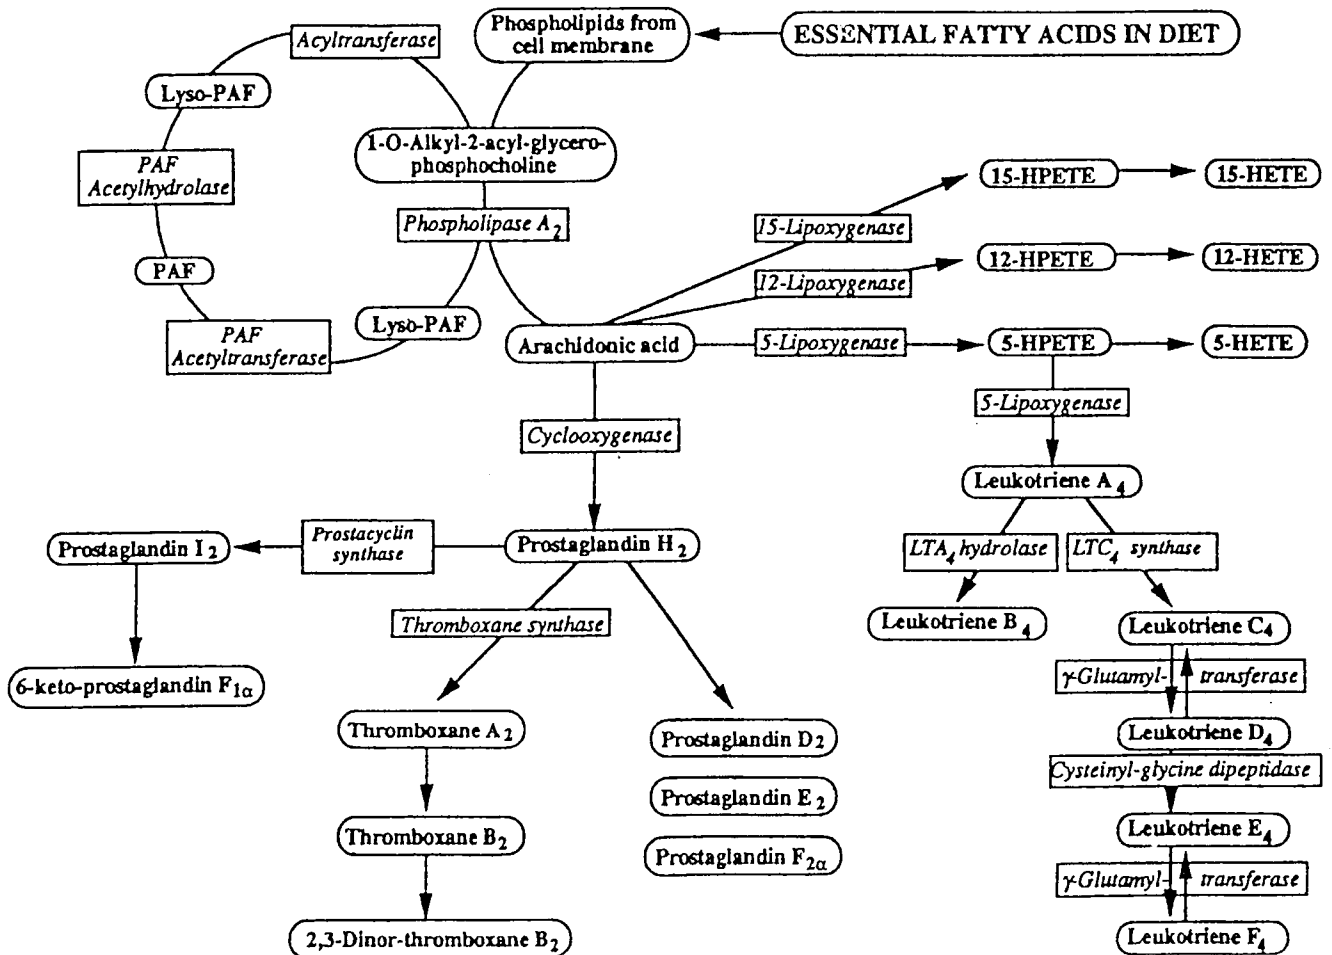 Acyltransferase
Phospholipids from
cell membrane
ESSENTIAL FATTY ACIDS IN DIET
Lyso-PAF
1-O-Alkyl-2-acyl-glycero-
phosphocholine
PAF
Acetylhydrolase
15-HPETE
15-HETE
Phospholipase A2
15-Lipoxygenase
12-HPETE
12-HETE
PAF
12-Lipoxygenase
Lyso-PAF
PAF
Acetyltransferase
Arachidonic acid
5-Lipoxygenase
5-HPETE
5-HETE
5-Lipoxygenase
Cyclooxygenase
Leukotriene A4
Prostaglandin I2
Prostacyclin
synthase
Prostaglandin H2
LTA4 hydrolase
LTC4 synthase
Thromboxane synthase
Leukotriene B4
Leukotriene C4
6-keto-prostaglandin F1α
γ-Glutamyl- transferase
Thromboxane A2
Prostaglandin D2
Leukotriene D4
Cysteinyl-glycine dipeptidase
Prostaglandin E2
Thromboxane B2
Leukotriene E4
Prostaglandin F2α
γ-Glutamyl- transferase
2,3-Dinor-thromboxane B2
Leukotriene F4